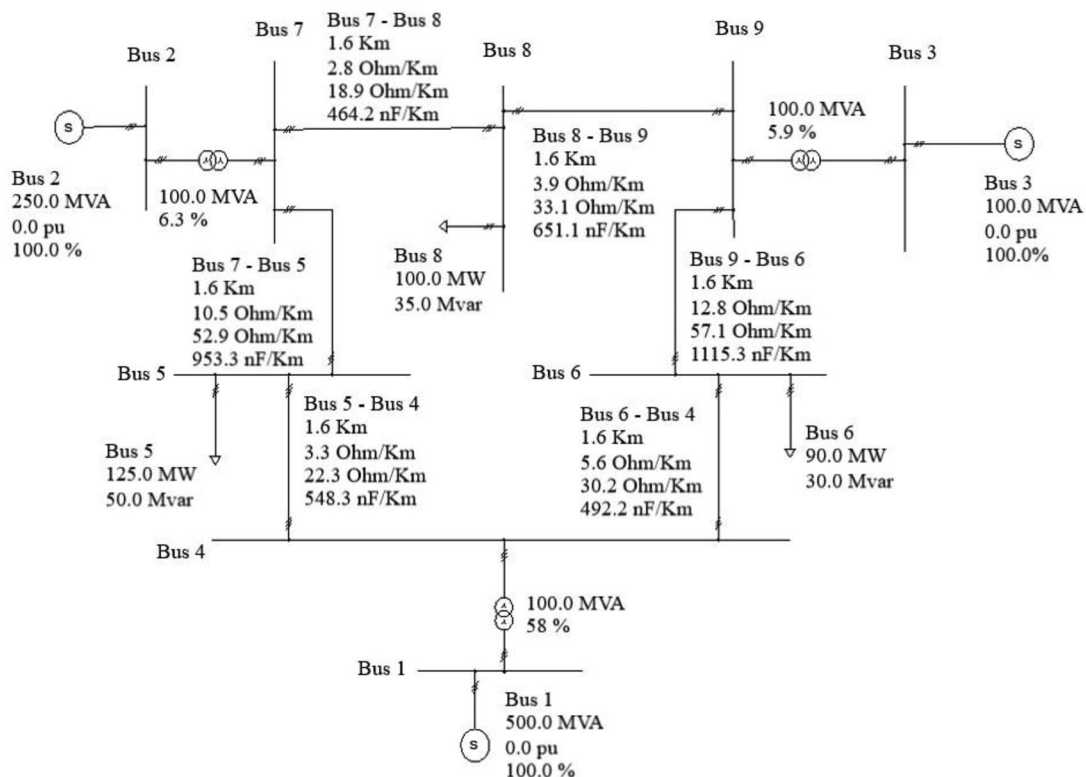 Bus 7 - Bus 8
1.6 Km
2.8 Ohm/Km
18.9 Ohm/Km
464.2 nF/Km
Bus 2
Bus 7
Bus 8
Bus 9
Bus 3
S
100.0 MVA
5.9 %
S
Bus 2
250.0 MVA
0.0 pu
100.0 %
100.0 MVA
6.3 %
Bus 8 - Bus 9
1.6 Km
3.9 Ohm/Km
33.1 Ohm/Km
651.1 nF/Km
Bus 3
100.0 MVA
0.0 pu
100.0%
Bus 8
100.0 MW
35.0 Mvar
Bus 7 - Bus 5
1.6 Km
10.5 Ohm/Km
52.9 Ohm/Km
953.3 nF/Km
Bus 9 - Bus 6
1.6 Km
12.8 Ohm/Km
57.1 Ohm/Km
1115.3 nF/Km
Bus 5
Bus 6
Bus 5
125.0 MW
50.0 Mvar
Bus 5 - Bus 4
1.6 Km
3.3 Ohm/Km
22.3 Ohm/Km
548.3 nF/Km
Bus 6 - Bus 4
1.6 Km
5.6 Ohm/Km
30.2 Ohm/Km
492.2 nF/Km
Bus 6
90.0 MW
30.0 Mvar
Bus 4
100.0 MVA
58 %
Bus 1
Bus 1
500.0 MVA
0.0 pu
100.0 %
S